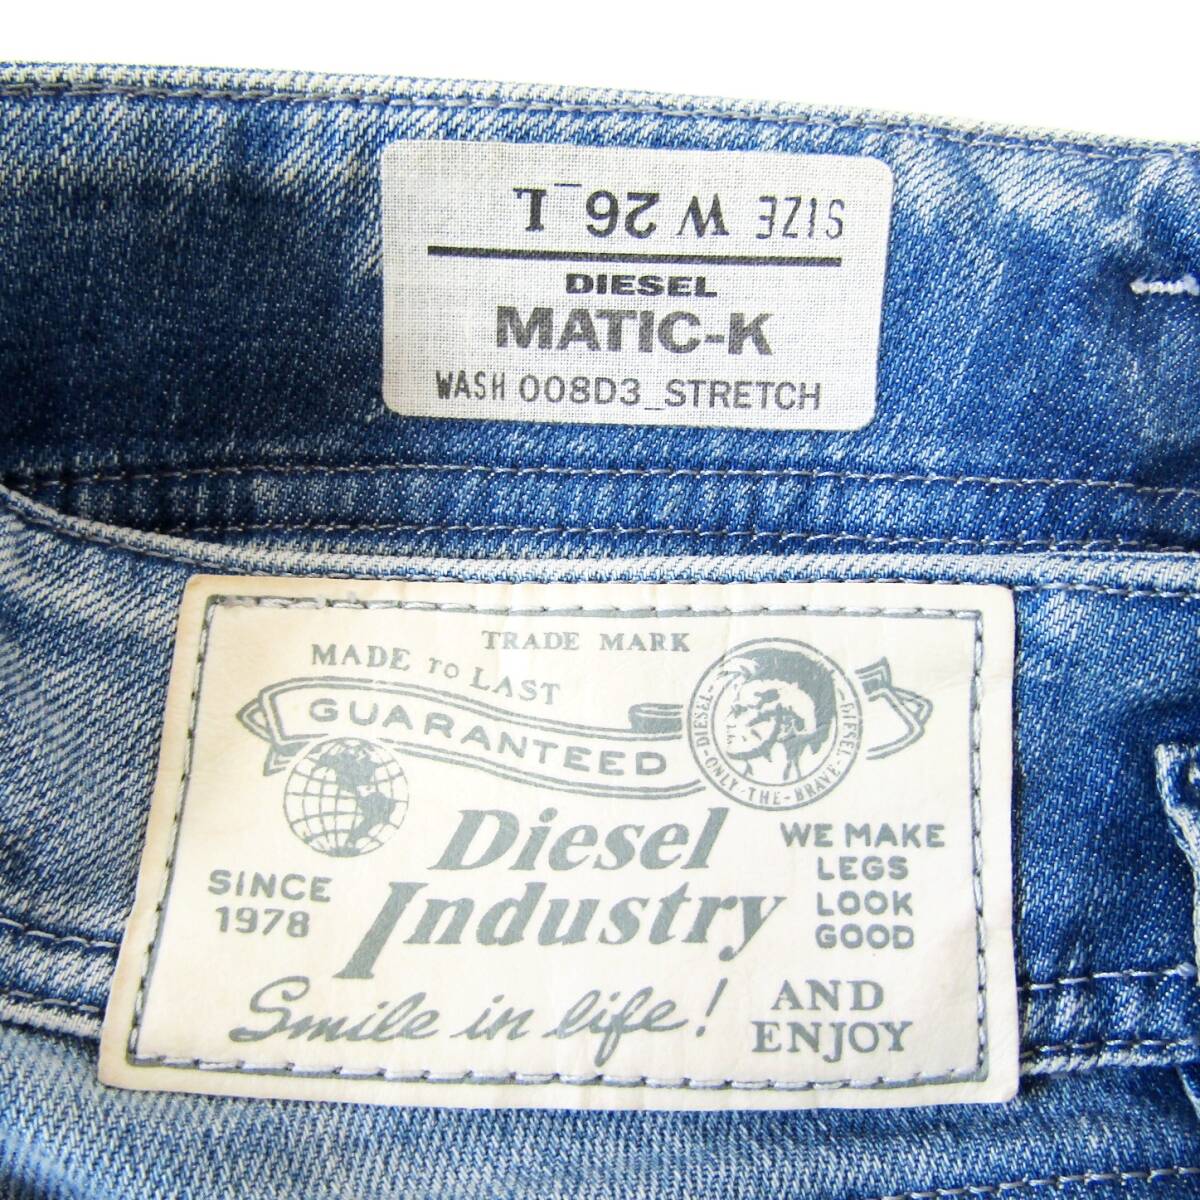 SIZE W 26_L
DIESEL
MATIC-K
WASH 008D3_STRETCH
TRADE MARK
MADE TO LAST
GUARANTEED
DIESEL
DIESEL
ONLY-THE-BRAVE
Diesel
Industry
SINCE
1978
WE MAKE
LEGS
LOOK
GOOD
Smile in life!
AND
ENJOY